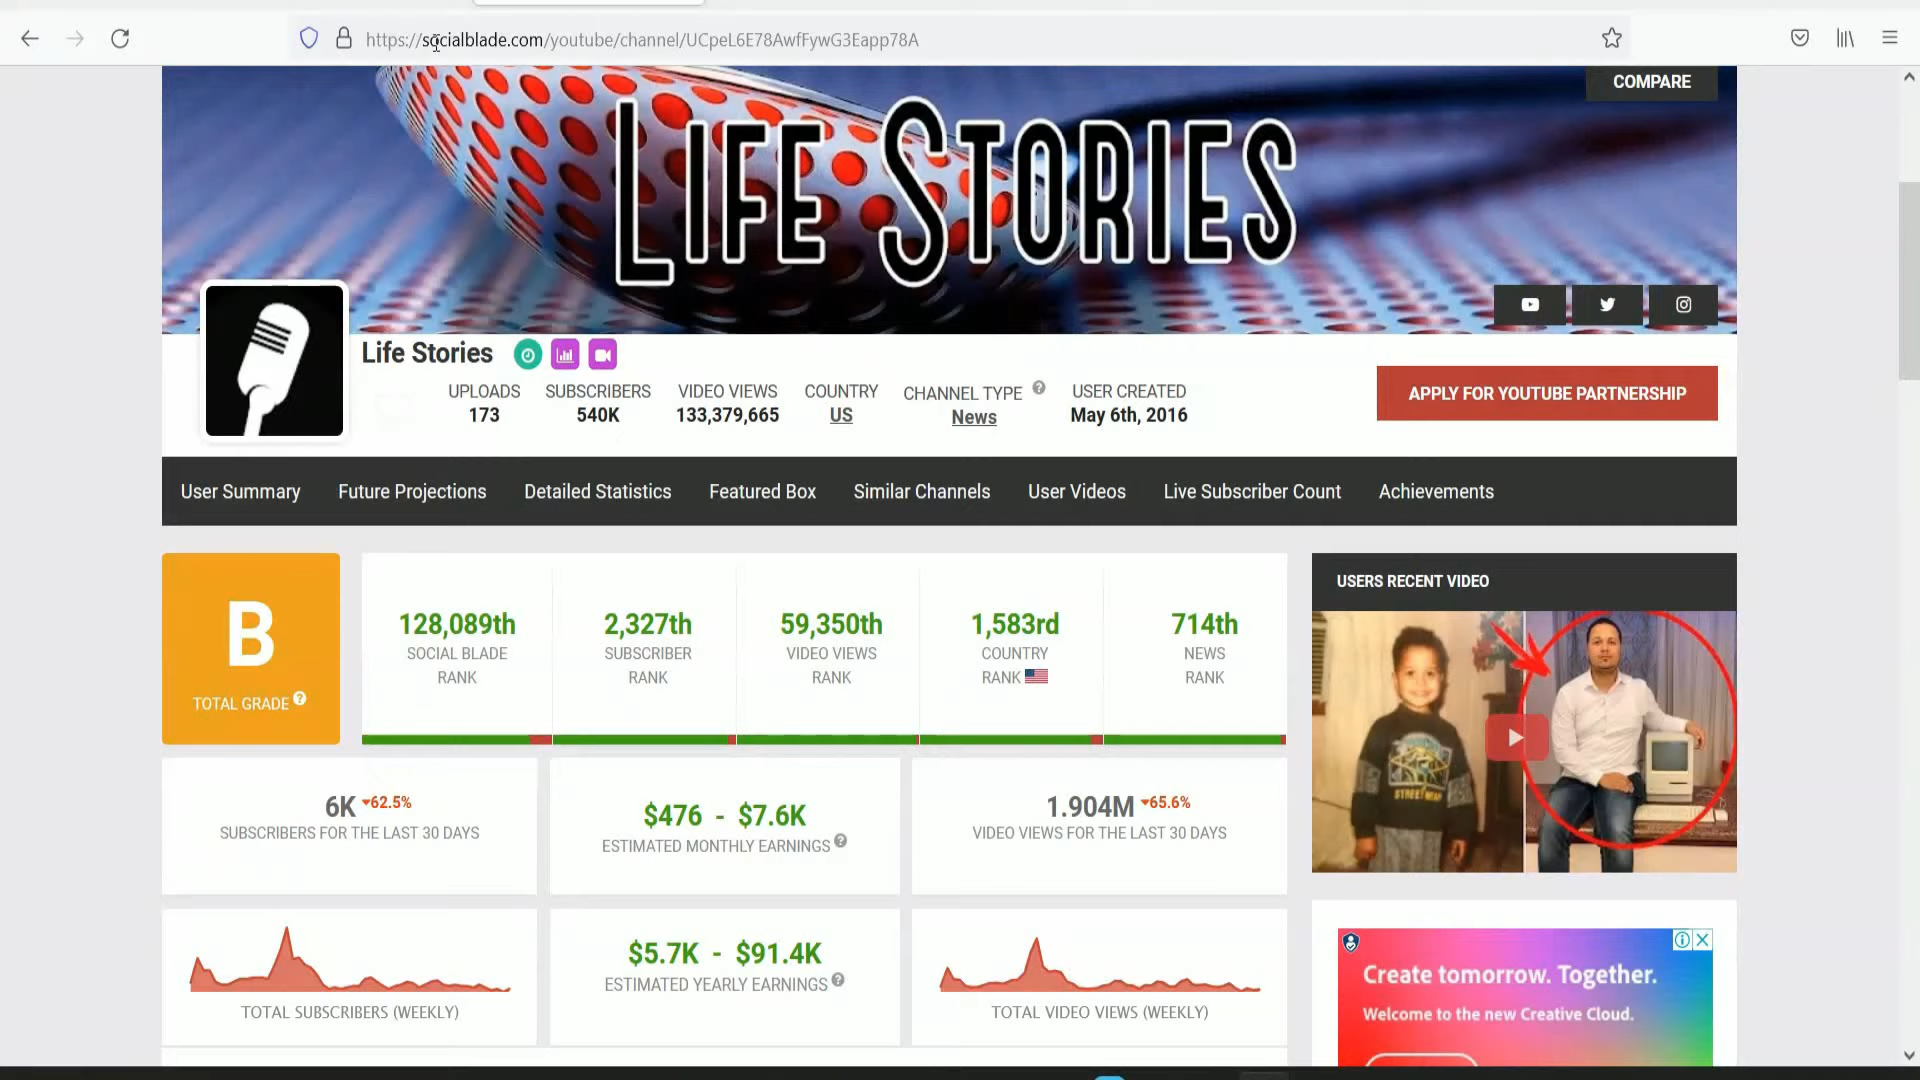 https://socialblade.com/youtube/channel/UCpeL6E78AwfFywG3Eapp78A
COMPARE
LIFE STORIES
Life Stories
UPLOADS
173
SUBSCRIBERS
540K
VIDEO VIEWS
133,379,665
COUNTRY
US
CHANNEL TYPE ?
News
USER CREATED
May 6th, 2016
APPLY FOR YOUTUBE PARTNERSHIP
User Summary Future Projections Detailed Statistics Featured Box Similar Channels User Videos Live Subscriber Count Achievements
B
TOTAL GRADE ?
128,089th
SOCIAL BLADE
RANK
2,327th
SUBSCRIBER
RANK
59,350th
VIDEO VIEWS
RANK
1,583rd
COUNTRY
RANK
714th
NEWS
RANK
USERS RECENT VIDEO
6K 62.5%
SUBSCRIBERS FOR THE LAST 30 DAYS
$476 - $7.6K
ESTIMATED MONTHLY EARNINGS ?
1.904M 65.6%
VIDEO VIEWS FOR THE LAST 30 DAYS
TOTAL SUBSCRIBERS (WEEKLY)
$5.7K - $91.4K
ESTIMATED YEARLY EARNINGS ?
TOTAL VIDEO VIEWS (WEEKLY)
Create tomorrow. Together.
Welcome to the new Creative Cloud.